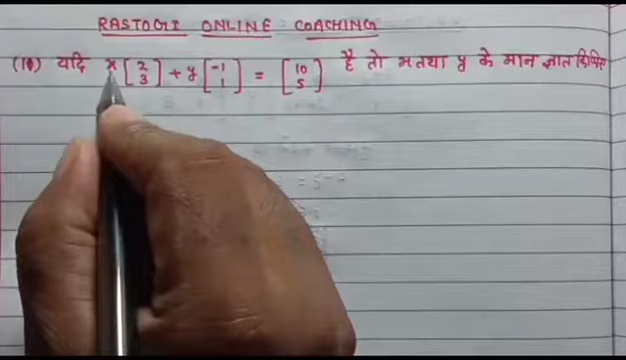 RASTOGI ONLINE COACHING
(10) यदि x [2 3] + y [-1 1] = [10 5] है तो x तथा y के मान ज्ञात कीजिए